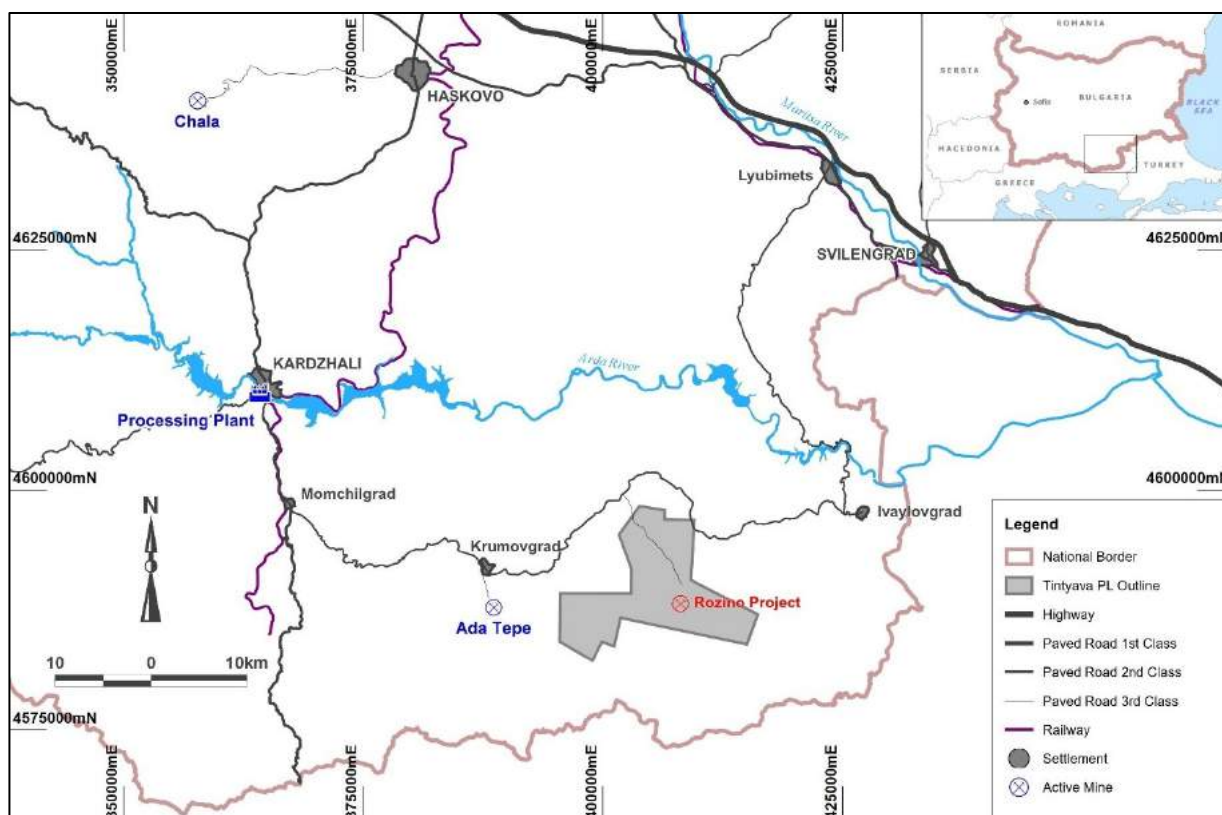 350000mE
375000mE
400000mE
425000mE
ROMANIA
SERBIA
Sofia
BULGARIA
BLACK
SEA
MACEDONIA
TURKEY
GREECE
HASKOVO
Chala
Maritsa River
Lyubimets
4625000mN
4625000mE
SVILENGRAD
KARDZHALI
Arda River
Processing Plant
4600000mN
4600000mE
Momchilgrad
Ivaylovgrad
N
Krumovgrad
Rozino Project
Ada Tepe
10 0 10km
4575000mN
350000mE
375000mE
400000mE
425000mE
Legend
National Border
Tintyava PL Outline
Highway
Paved Road 1st Class
Paved Road 2nd Class
Paved Road 3rd Class
Railway
Settlement
Active Mine